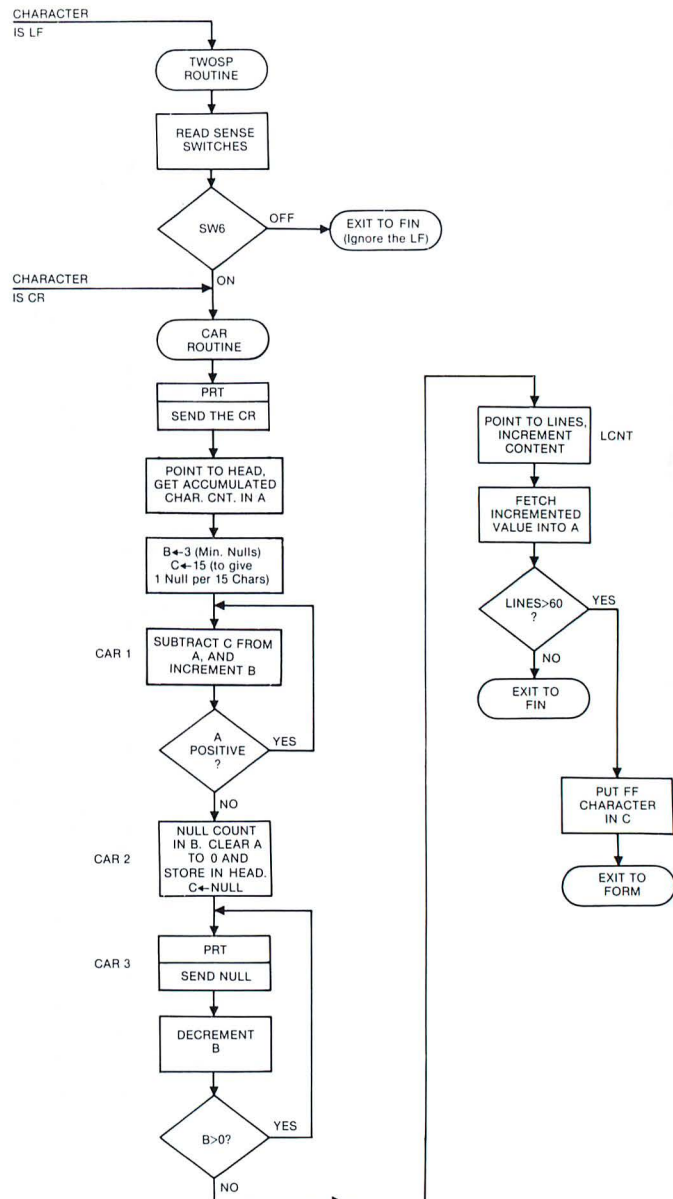 CHARACTER
IS LF
TWOSP
ROUTINE
READ SENSE
SWITCHES
SW6
OFF
EXIT TO FIN
(Ignore the LF)
ON
CHARACTER
IS CR
CAR
ROUTINE
PRT
SEND THE CR
POINT TO HEAD,
GET ACCUMULATED
CHAR. CNT. IN A
B←3 (Min. Nulls)
C←15 (to give
1 Null per 15 Chars)
CAR 1
SUBTRACT C FROM
A, AND
INCREMENT B
A
POSITIVE
?
YES
NO
CAR 2
NULL COUNT
IN B. CLEAR A
TO 0 AND
STORE IN HEAD.
C←NULL
CAR 3
PRT
SEND NULL
DECREMENT
B
B>0?
YES
NO
POINT TO LINES,
INCREMENT
CONTENT
LCNT
FETCH
INCREMENTED
VALUE INTO A
LINES>60
?
YES
NO
EXIT TO
FIN
PUT FF
CHARACTER
IN C
EXIT TO
FORM